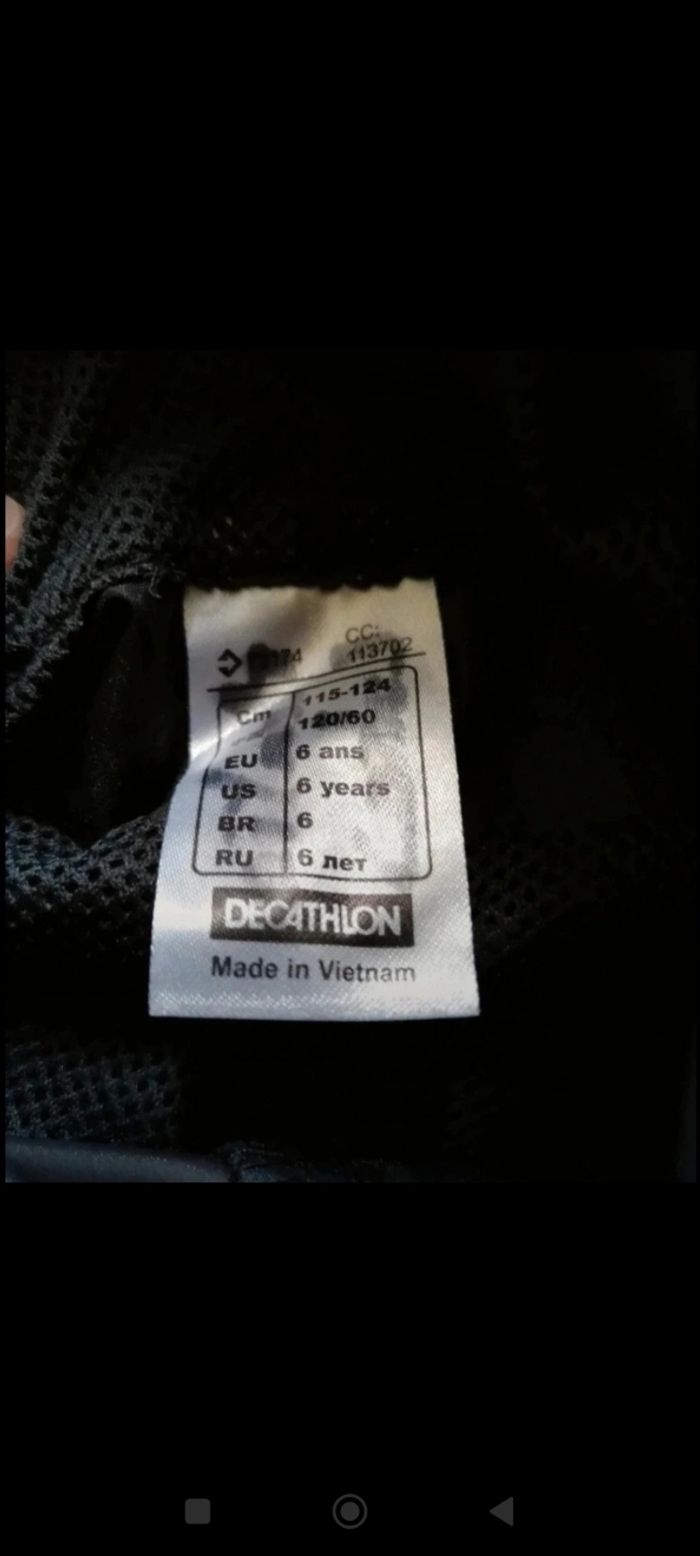 CC:
113702
Cm 115-124
120/60
EU 6 ans
US 6 years
BR 6
RU 6 лет
DECATHLON
Made in Vietnam